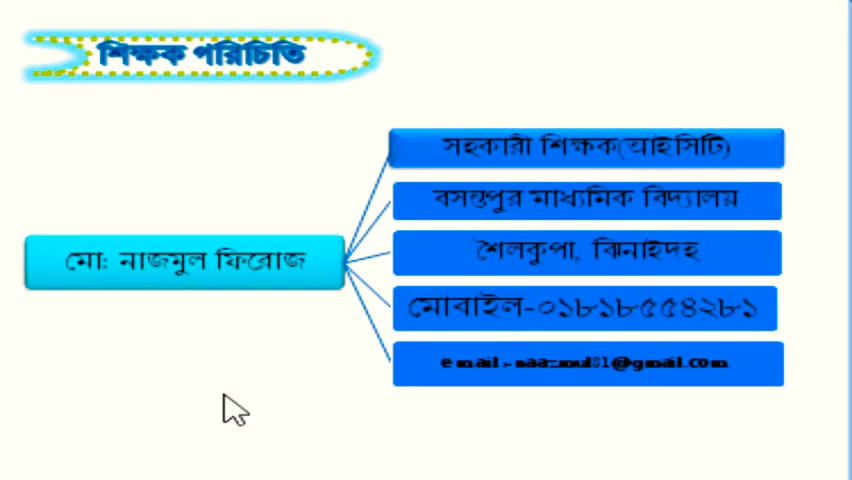 শিক্ষক পরিচিতি
সহকারী শিক্ষক(আইসিটি)
বসন্তপুর মাধ্যমিক বিদ্যালয়
মো: নাজমুল ফিরোজ
শৈলকুপা, ঝিনাইদহ
মোবাইল-০১৮১৮৫৫৪২৮১